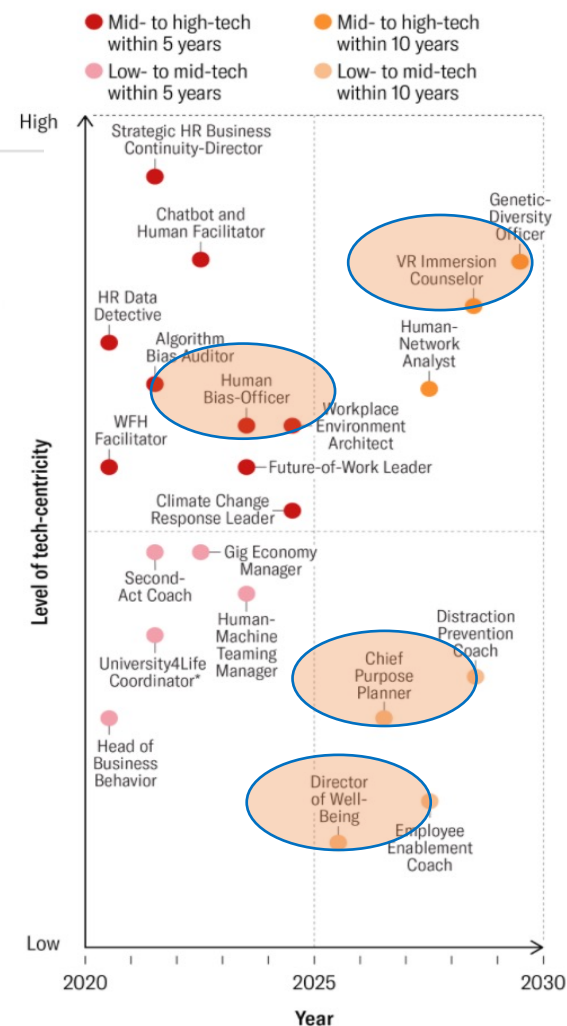 Mid- to high-tech
within 5 years
Mid- to high-tech
within 10 years
Low- to mid-tech
within 5 years
Low- to mid-tech
within 10 years
High
Strategic HR Business
Continuity-Director
Chatbot and
Human Facilitator
Genetic-
Diversity
Officer
VR Immersion
Counselor
HR Data
Detective
Human-
Network
Analyst
Algorithm
Bias Auditor
Human
Bias-Officer
Workplace
Environment
Architect
WFH
Facilitator
Future-of-Work Leader
Climate Change
Response Leader
Level of tech-centricity
Second-
Act Coach
Gig Economy
Manager
Human-
Machine
Teaming
Manager
University4Life
Coordinator*
Distraction
Prevention
Coach
Chief
Purpose
Planner
Head of
Business
Behavior
Director
of Well-
Being
Employee
Enablement
Coach
Low
2020
2025
2030
Year